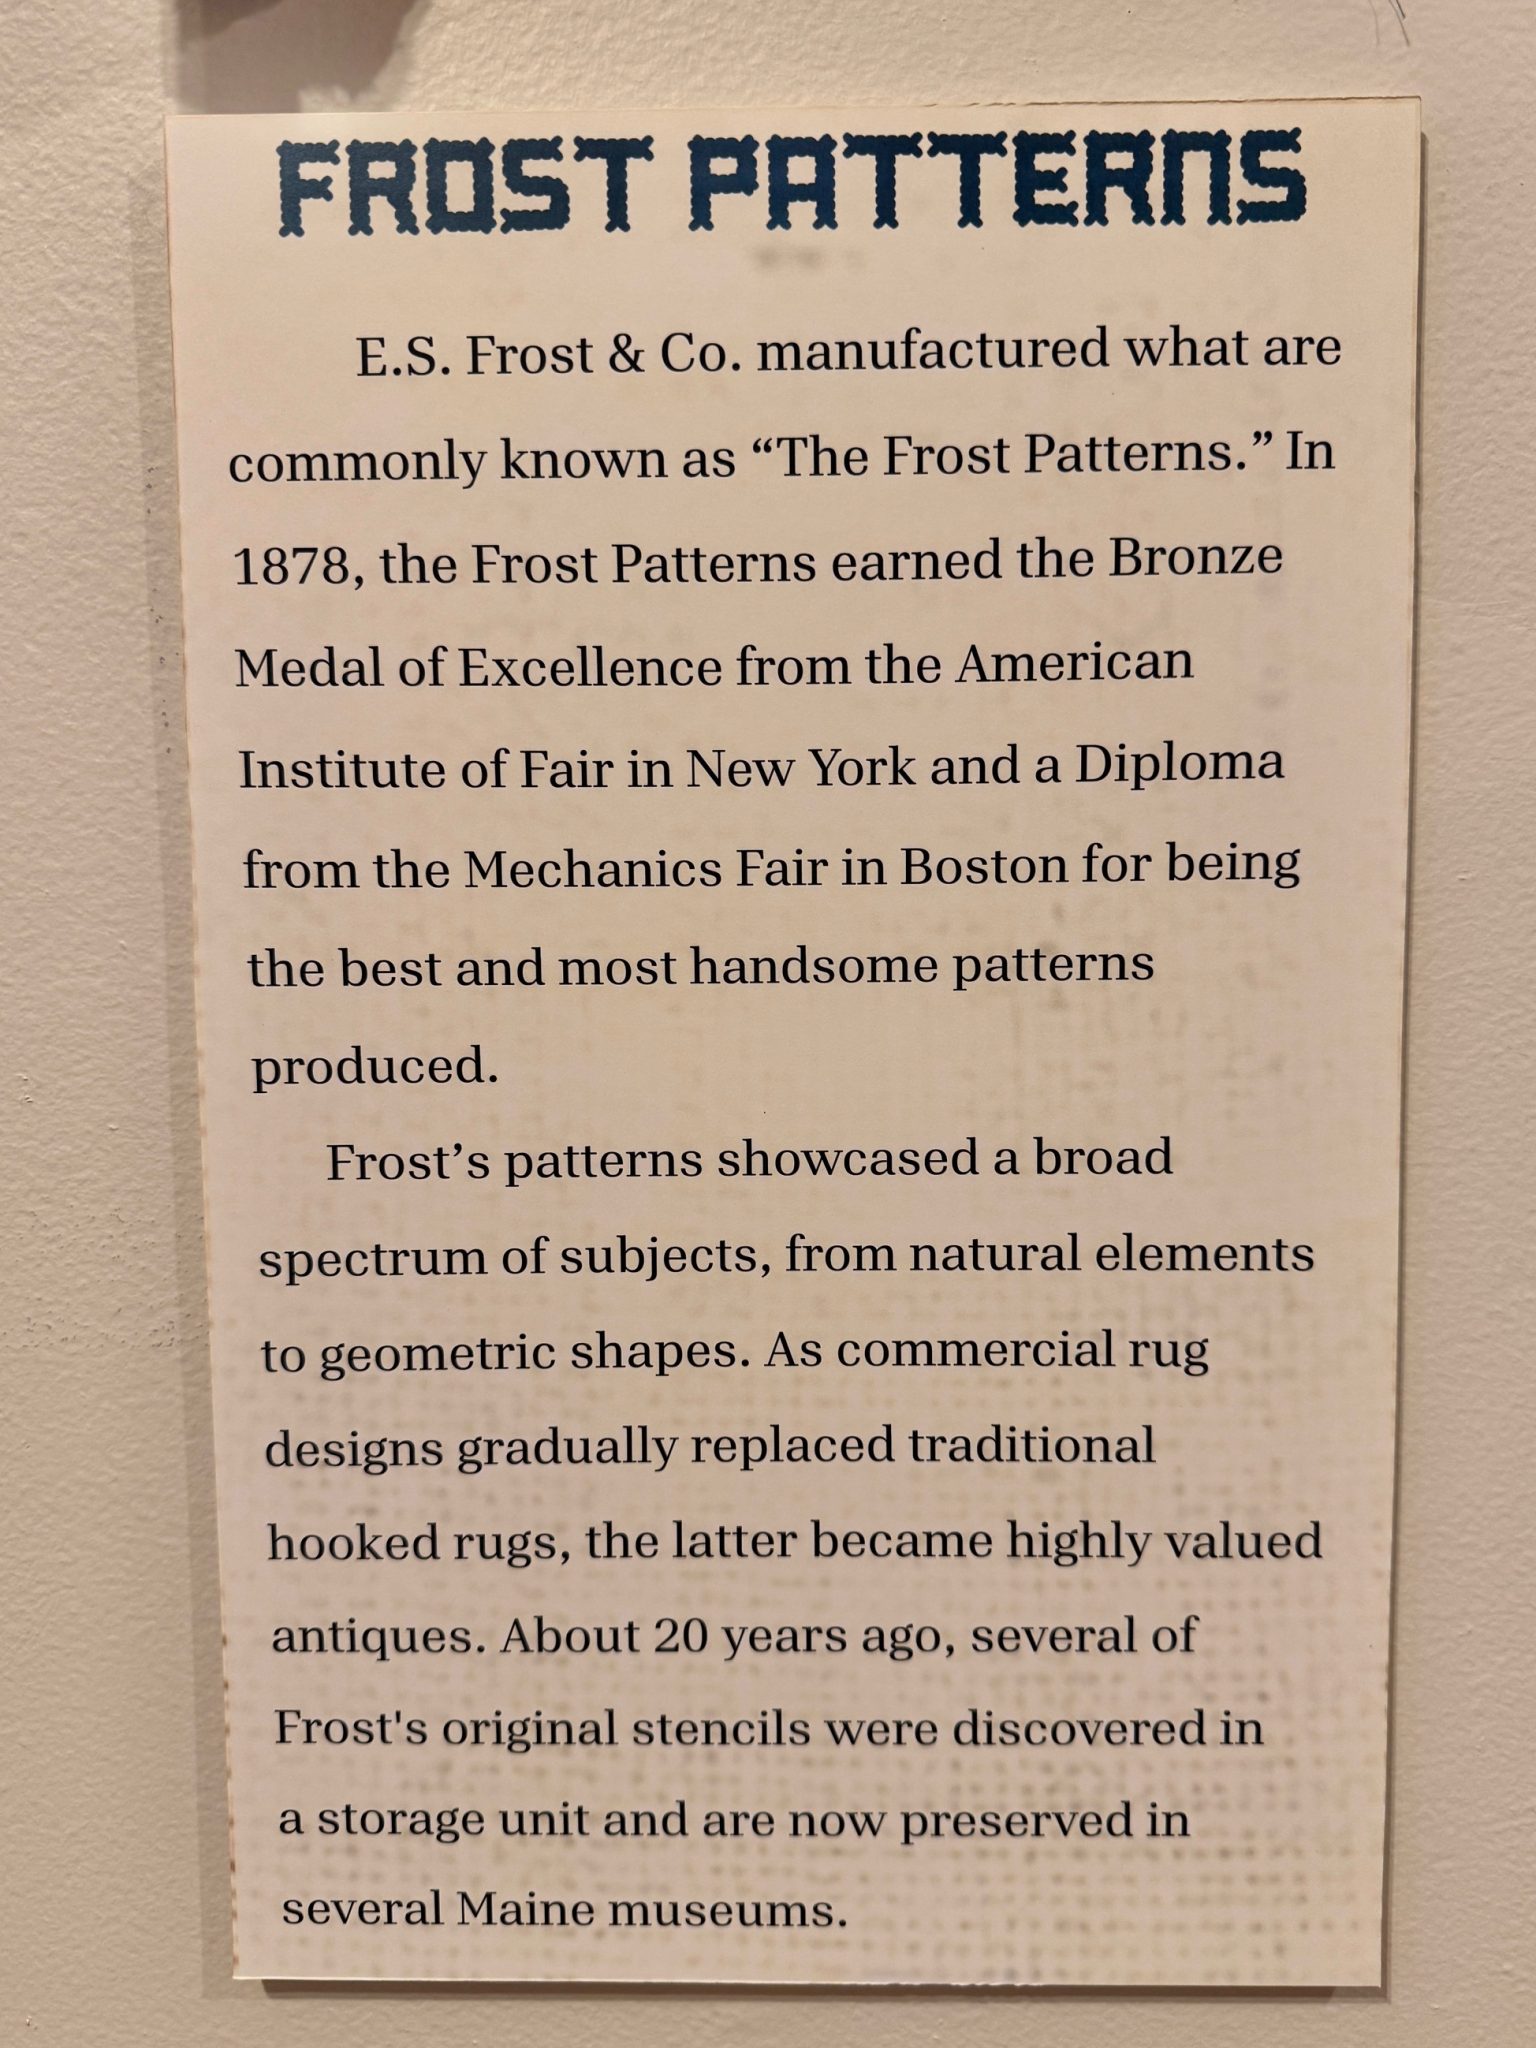 FROST PATTERNS
E.S. Frost & Co. manufactured what are
commonly known as “The Frost Patterns.” In
1878, the Frost Patterns earned the Bronze
Medal of Excellence from the American
Institute of Fair in New York and a Diploma
from the Mechanics Fair in Boston for being
the best and most handsome patterns
produced.
Frost’s patterns showcased a broad
spectrum of subjects, from natural elements
to geometric shapes. As commercial rug
designs gradually replaced traditional
hooked rugs, the latter became highly valued
antiques. About 20 years ago, several of
Frost's original stencils were discovered in
a storage unit and are now preserved in
several Maine museums.